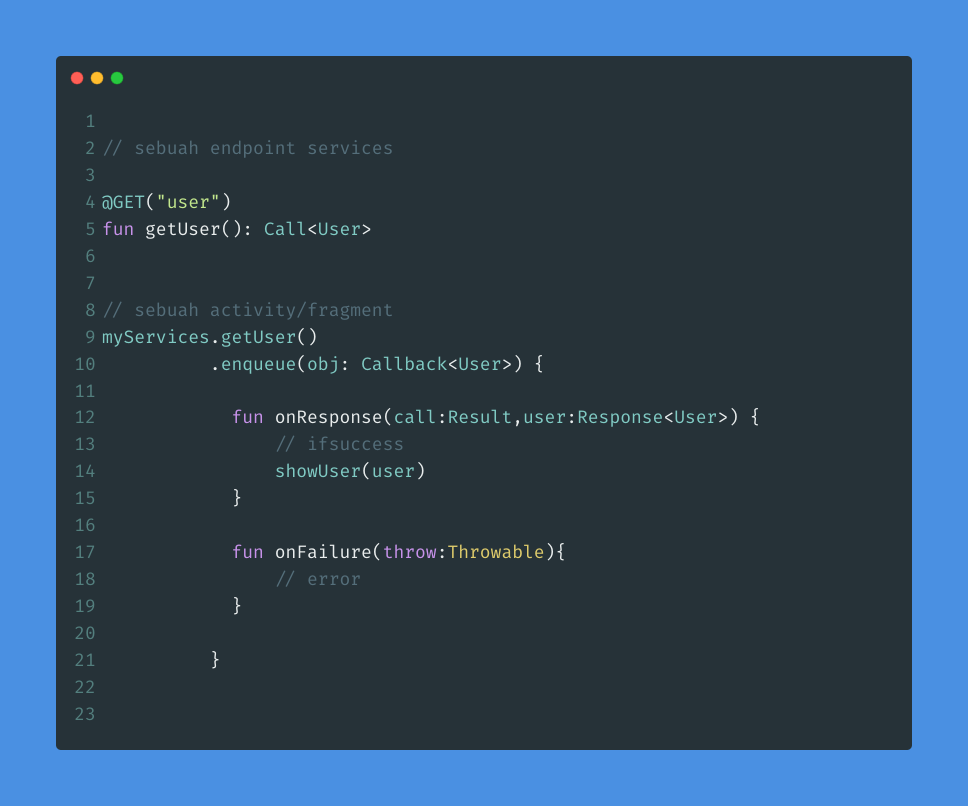 1
2 // sebuah endpoint services
3
4 @GET("user")
5 fun getUser(): Call<User>
6
7
8 // sebuah activity/fragment
9 myServices.getUser()
10 .enqueue(obj: Callback<User>) {
11
12 fun onResponse(call:Result,user:Response<User>) {
13 // ifsuccess
14 showUser(user)
15 }
16
17 fun onFailure(throw:Throwable){
18 // error
19 }
20
21 }
22
23